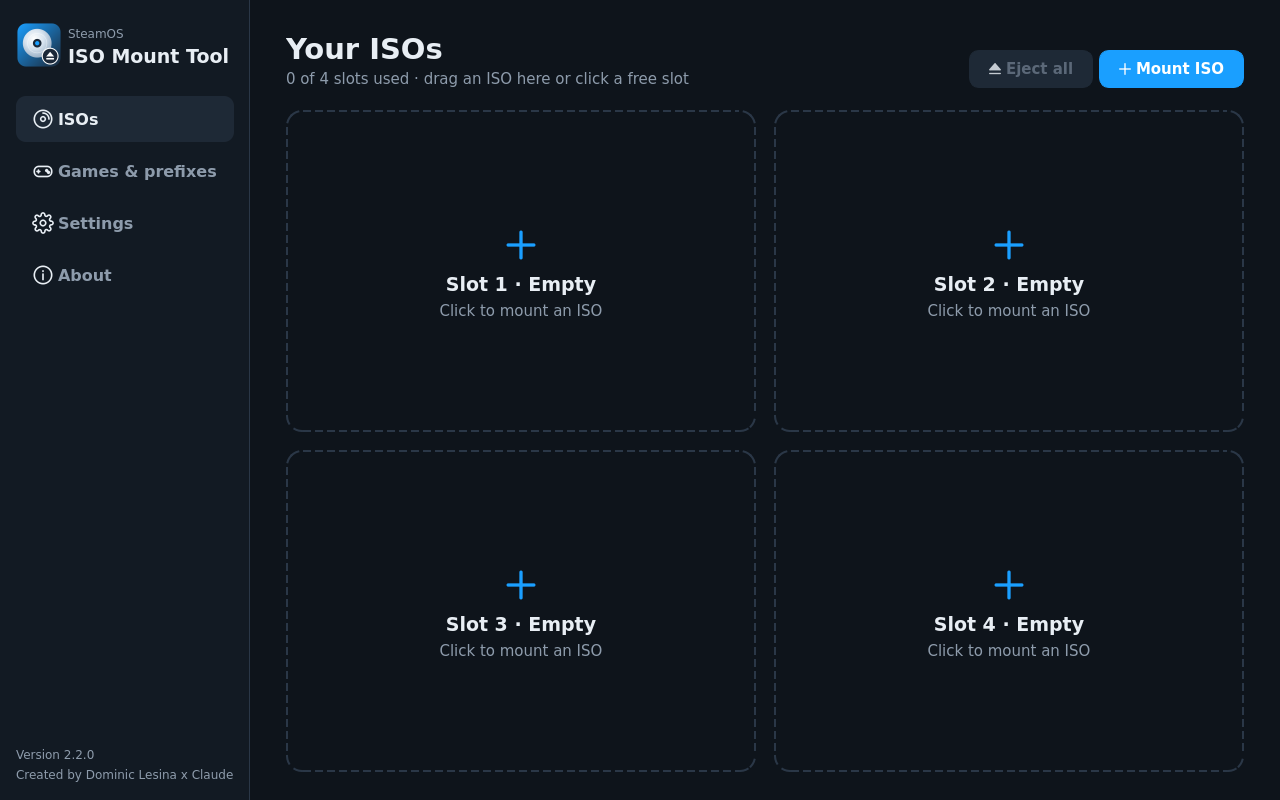 SteamOS
ISO Mount Tool
ISOs
Games & prefixes
Settings
About
Version 2.2.0
Created by Dominic Lesina x Claude
Your ISOs
0 of 4 slots used · drag an ISO here or click a free slot
Eject all
Mount ISO
Slot 1 · Empty
Click to mount an ISO
Slot 2 · Empty
Click to mount an ISO
Slot 3 · Empty
Click to mount an ISO
Slot 4 · Empty
Click to mount an ISO